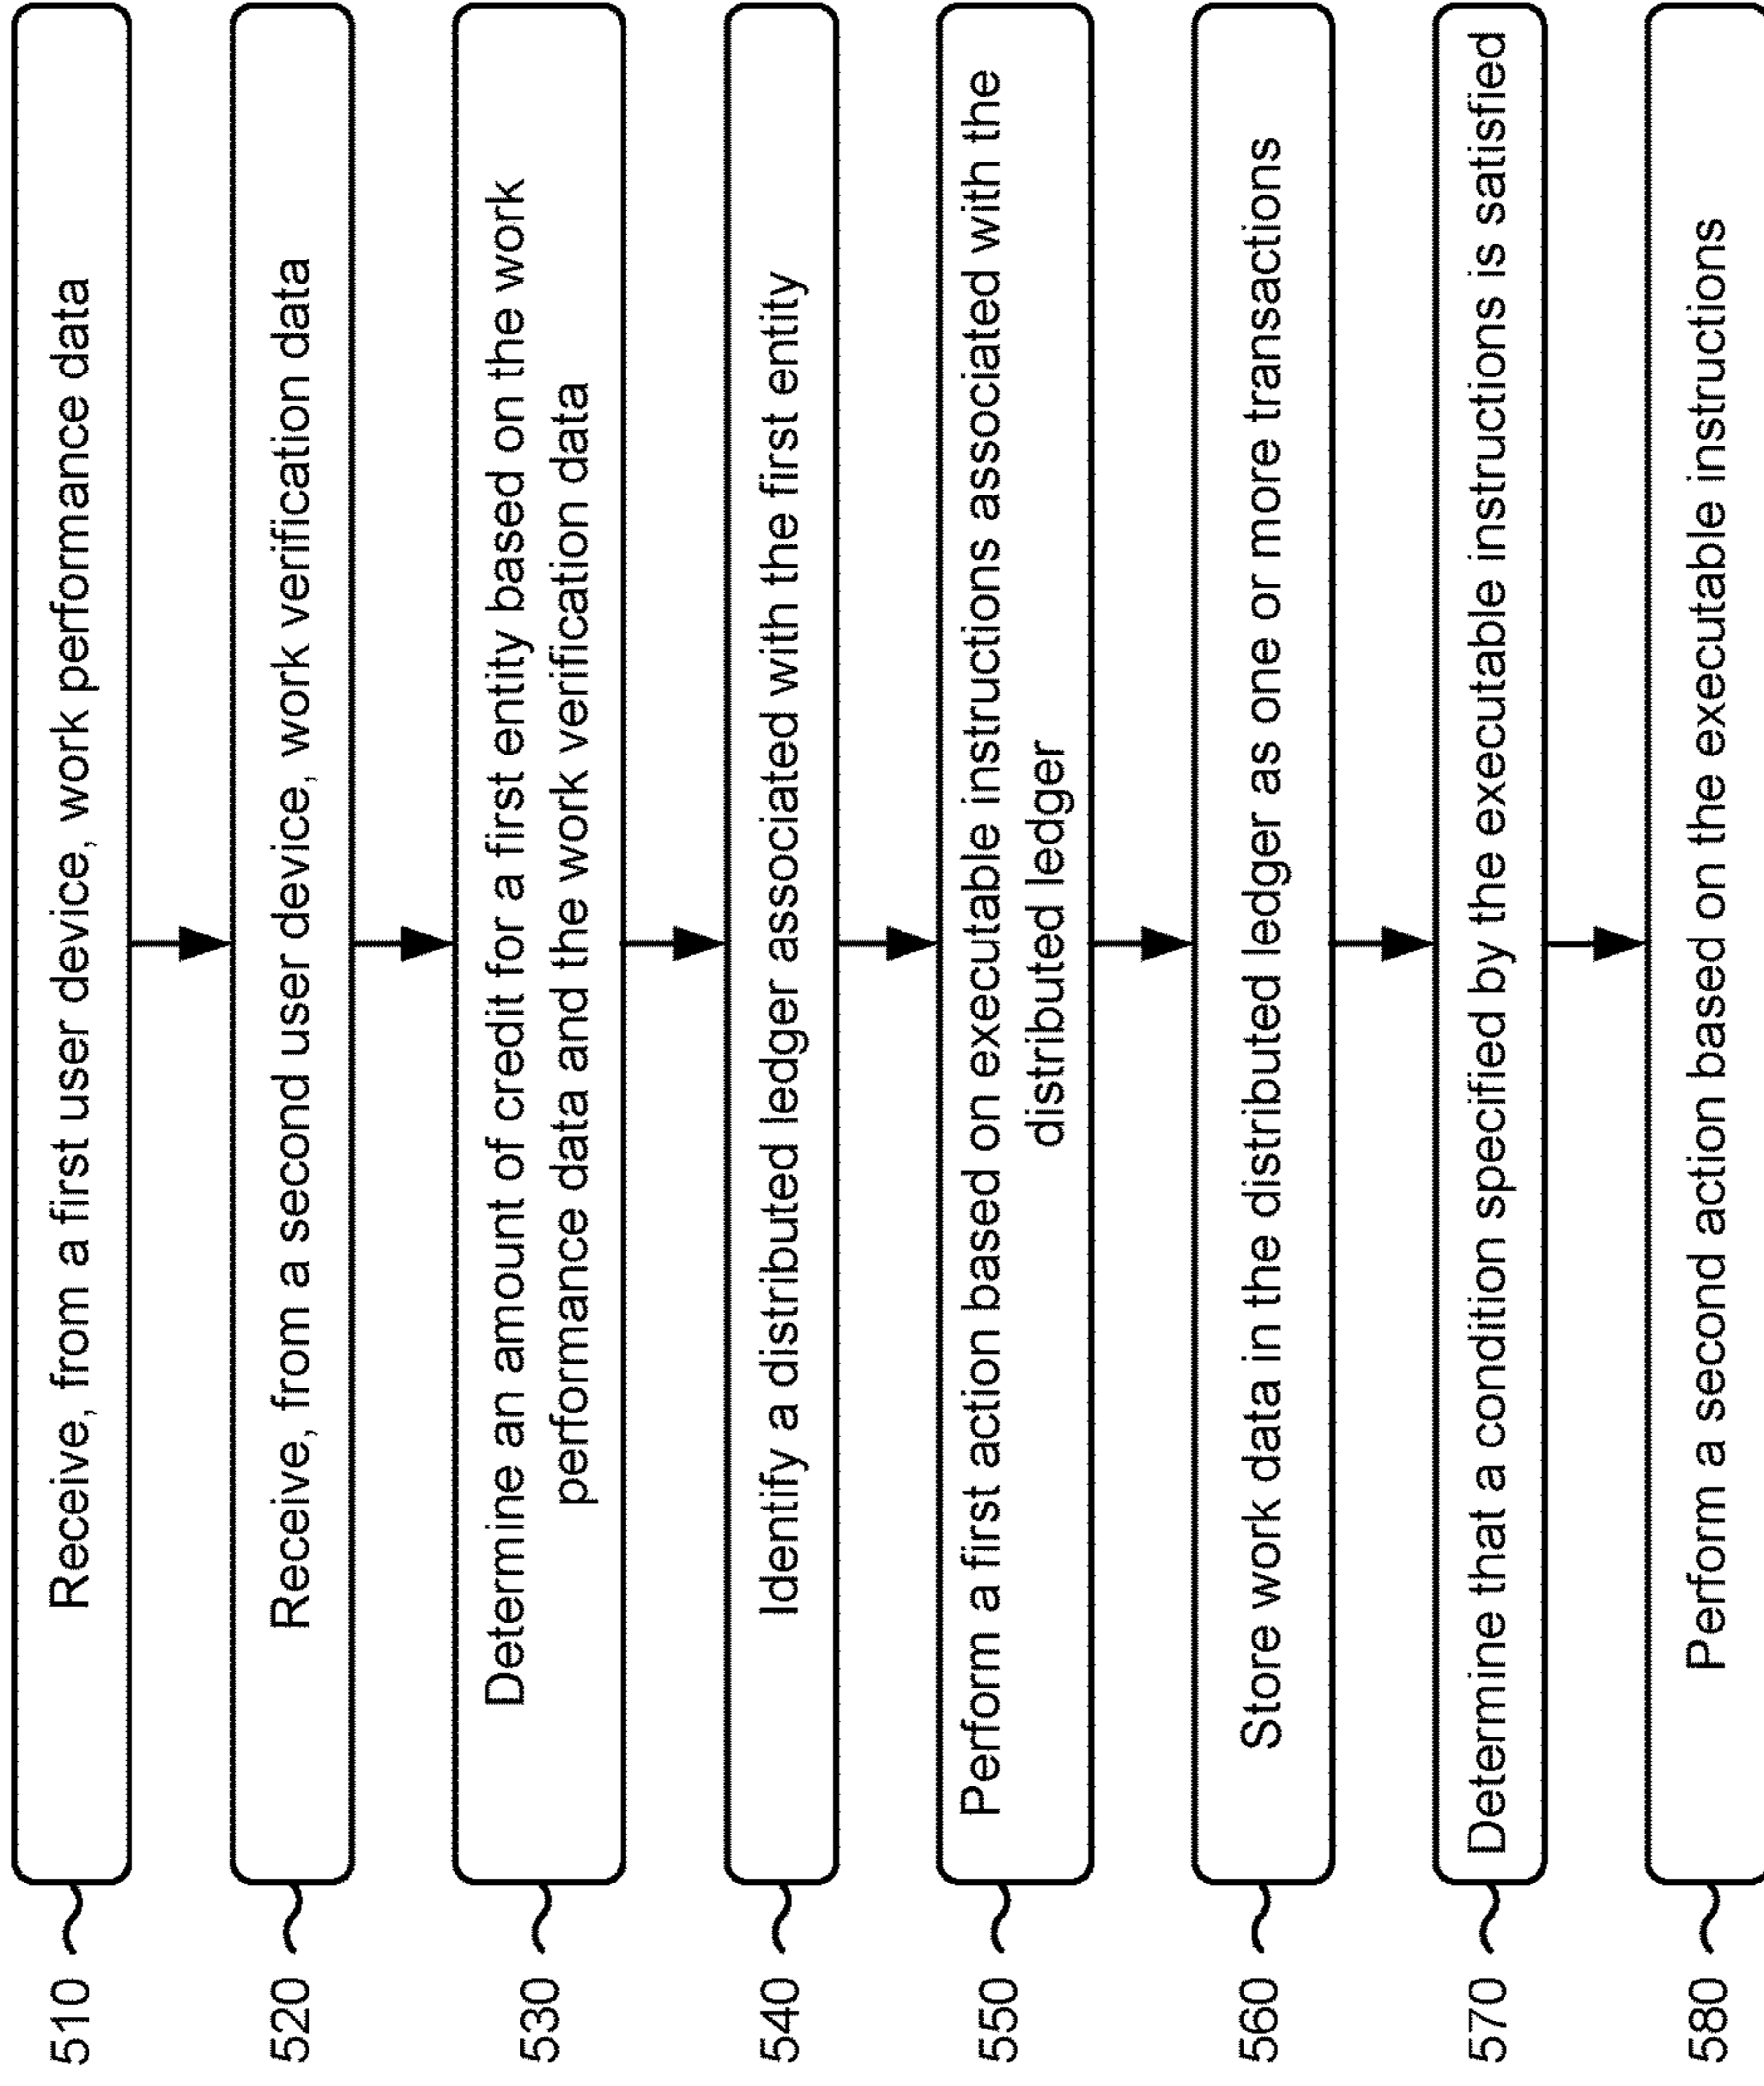 510
Receive, from a first user device, work performance data
520
Receive, from a second user device, work verification data
530
Determine an amount of credit for a first entity based on the work
performance data and the work verification data
540
Identify a distributed ledger associated with the first entity
550
Perform a first action based on executable instructions associated with the
distributed ledger
560
Store work data in the distributed ledger as one or more transactions
570
Determine that a condition specified by the executable instructions is satisfied
580
Perform a second action based on the executable instructions